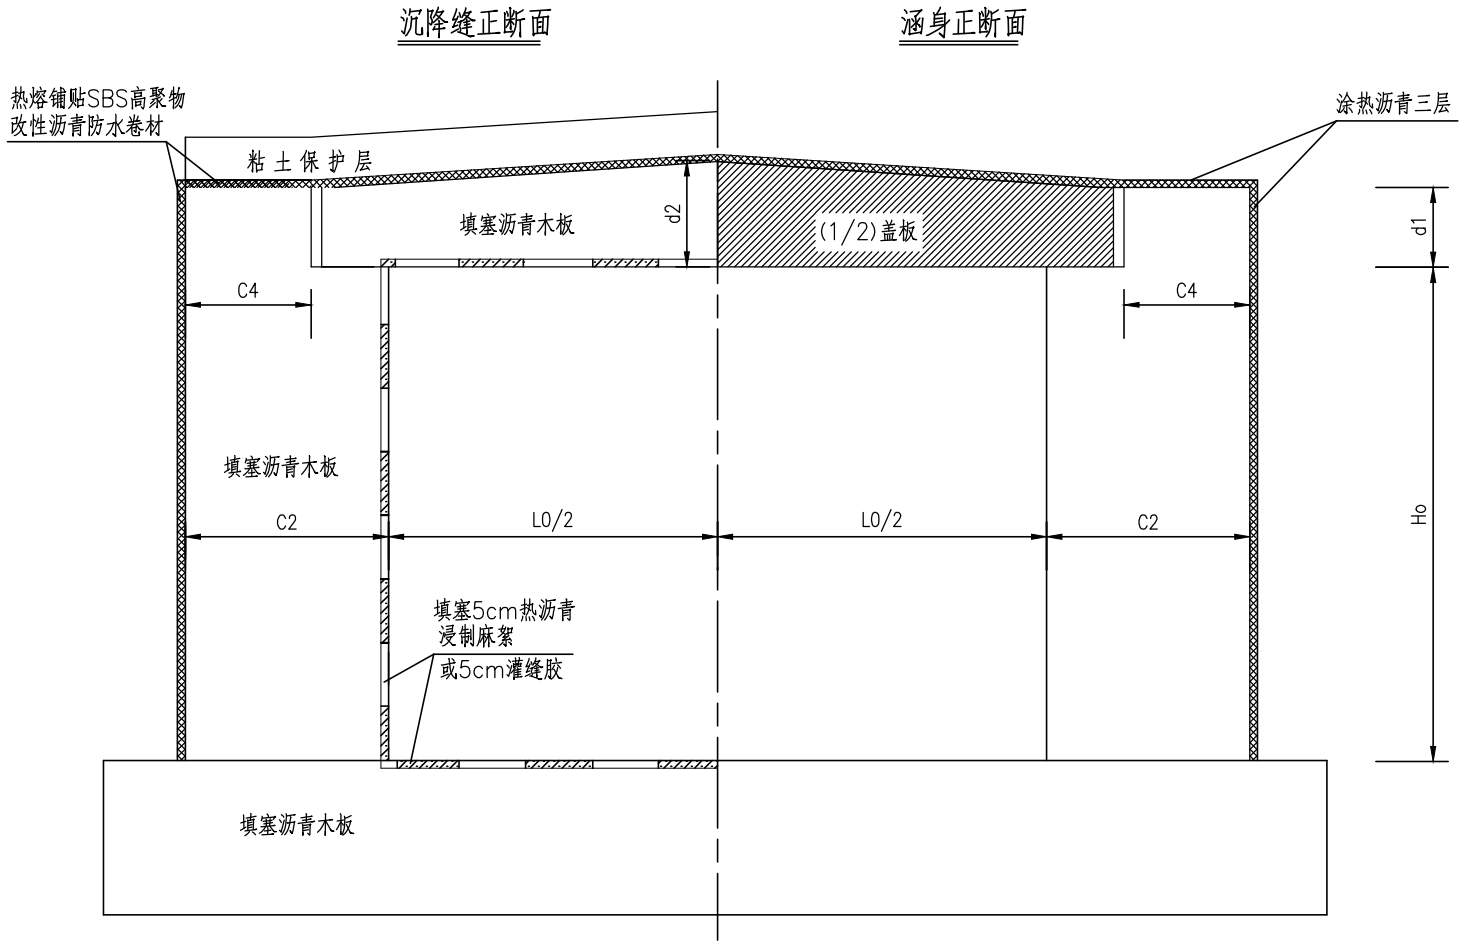 沉降缝正断面
涵身正断面
热熔铺贴SBS高聚物
改性沥青防水卷材
涂热沥青三层
粘土保护层
填塞沥青木板
d2
(1/2)盖板
d1
C4
C4
填塞沥青木板
C2
L0/2
L0/2
C2
Ho
填塞5cm热沥青
浸制麻絮
或5cm灌缝胶
填塞沥青木板